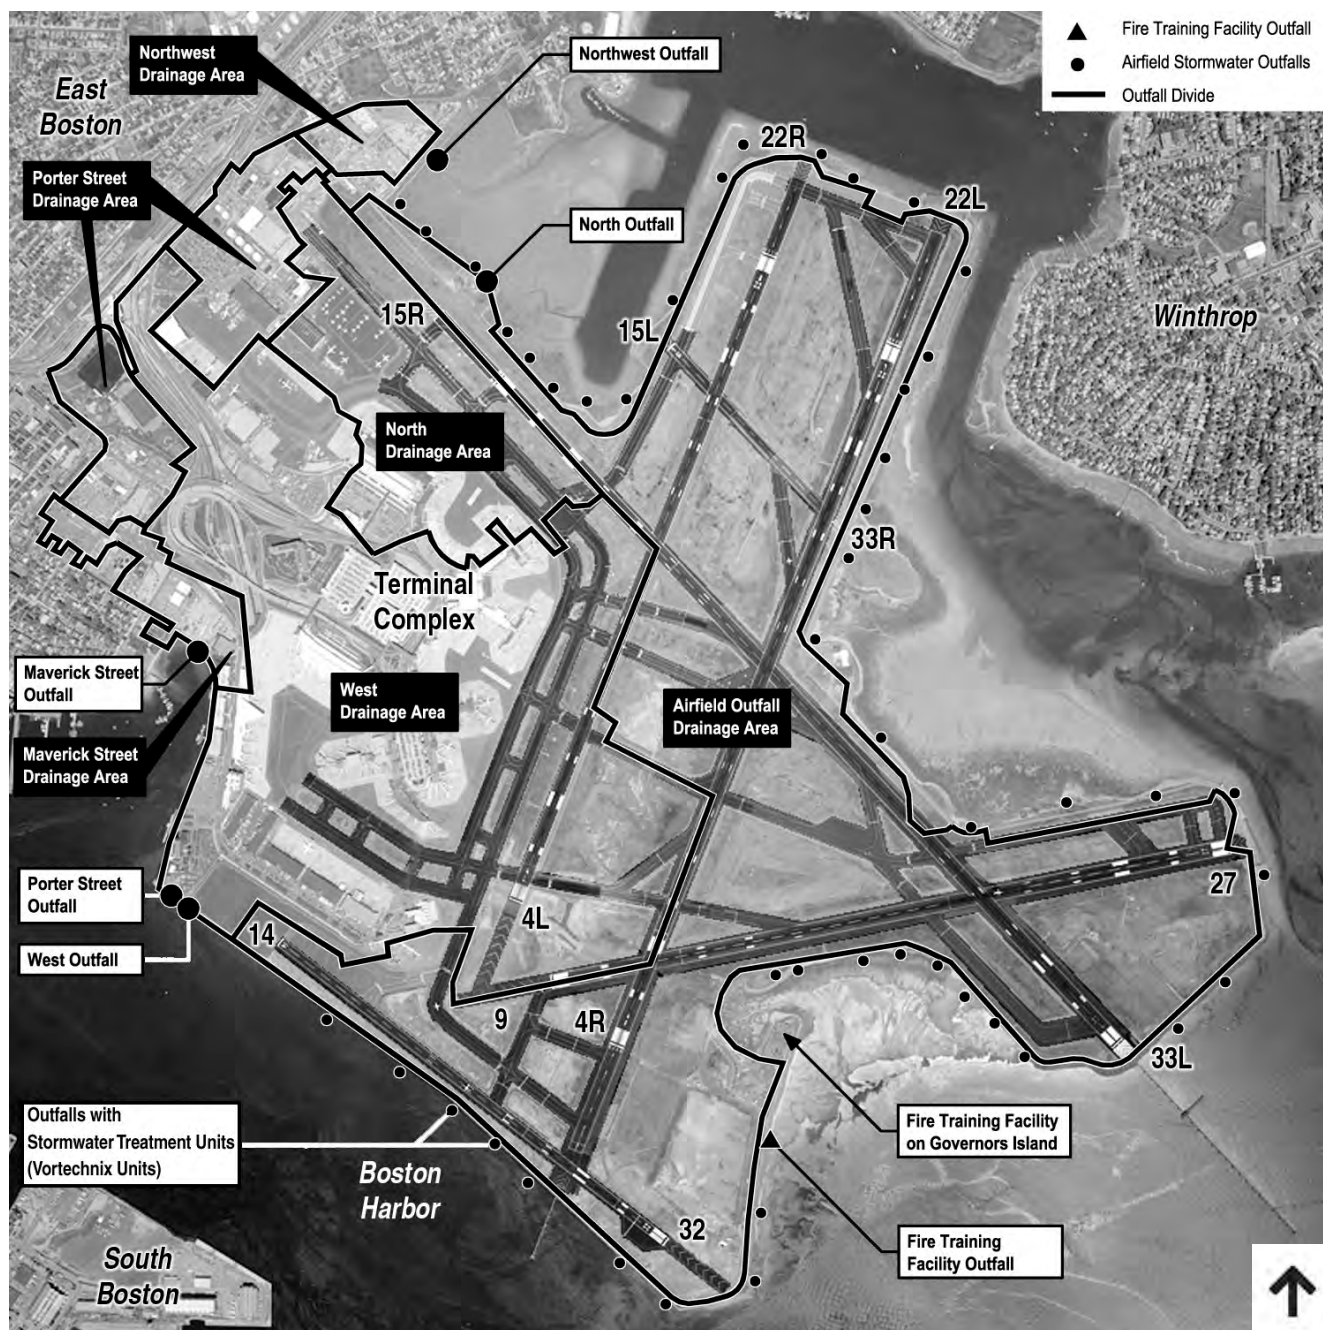 Fire Training Facility Outfall
Airfield Stormwater Outfalls
Outfall Divide
Northwest
Drainage Area
Northwest Outfall
East
Boston
Porter Street
Drainage Area
22R
22L
North Outfall
15R
15L
Winthrop
North
Drainage Area
33R
Terminal
Complex
Maverick Street
Outfall
West
Drainage Area
Airfield Outfall
Drainage Area
Maverick Street
Drainage Area
Porter Street
Outfall
West Outfall
14
4L
27
9
4R
33L
Outfalls with
Stormwater Treatment Units
(Vortechnix Units)
Fire Training Facility
on Governors Island
Boston
Harbor
32
Fire Training
Facility Outfall
South
Boston